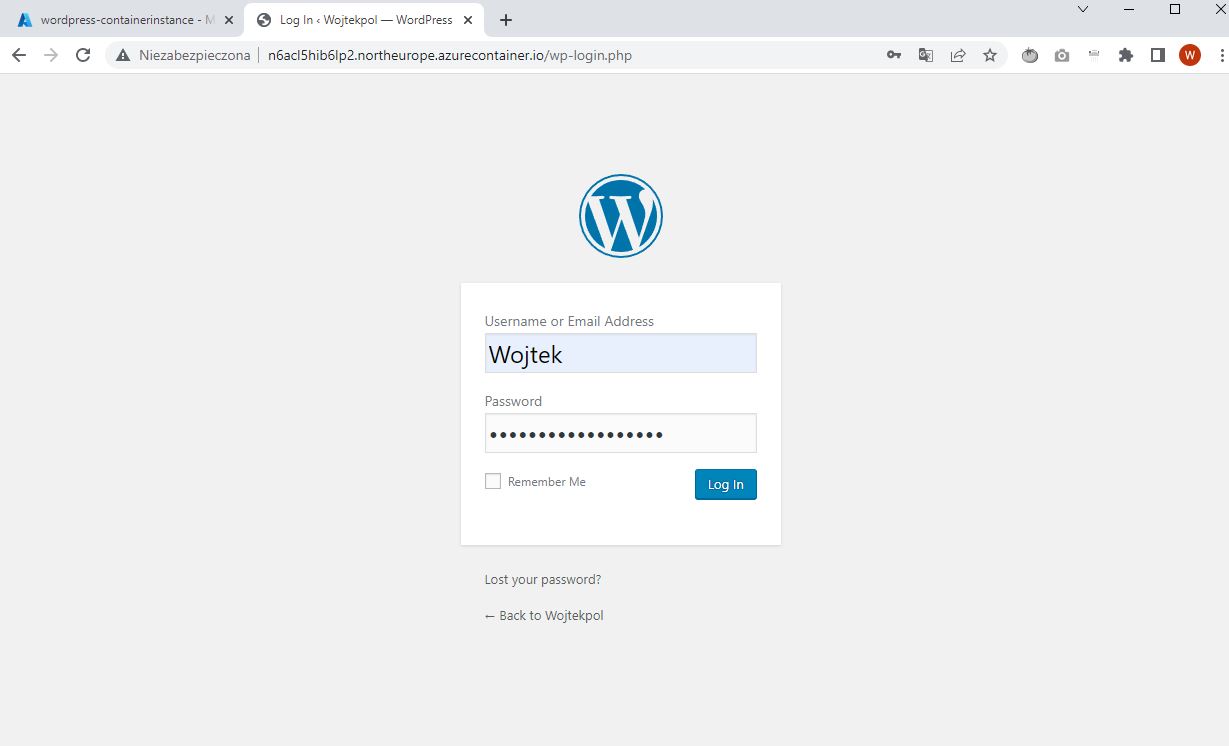 wordpress-containerinstance - M
Log In ‹ Wojtekpol — WordPress
Niezabezpieczona
n6acl5hib6lp2.northeurope.azurecontainer.io/wp-login.php
W
Username or Email Address
Wojtek
Password
Remember Me
Log In
Lost your password?
← Back to Wojtekpol